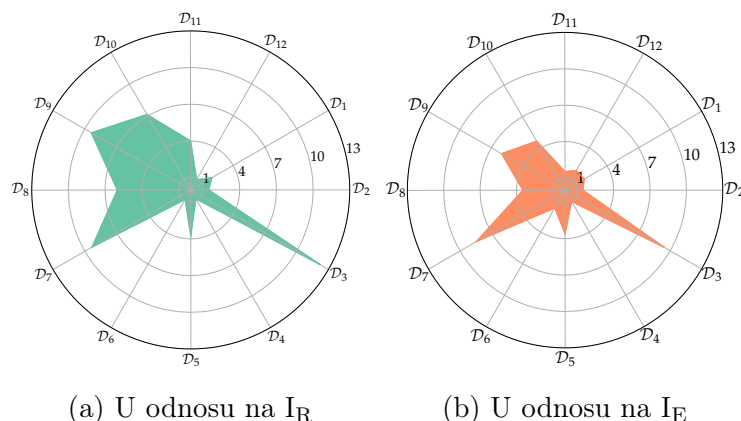 𝒟₁₁
𝒟₁₀
𝒟₁₂
𝒟₉
𝒟₁
𝒟₈
1
4
7
10
13
𝒟₂
𝒟₇
𝒟₃
𝒟₆
𝒟₄
𝒟₅
(a) U odnosu na I_R
𝒟₁₁
𝒟₁₀
𝒟₁₂
𝒟₉
𝒟₁
𝒟₈
1
4
7
10
13
𝒟₂
𝒟₇
𝒟₃
𝒟₆
𝒟₄
𝒟₅
(b) U odnosu na I_E